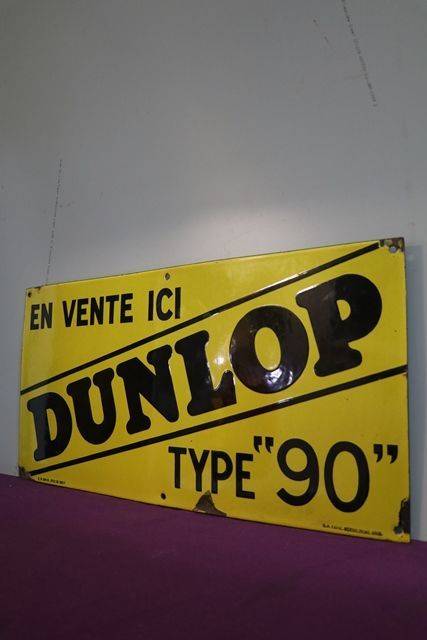 EN VENTE ICI
DUNLOP
TYPE "90"